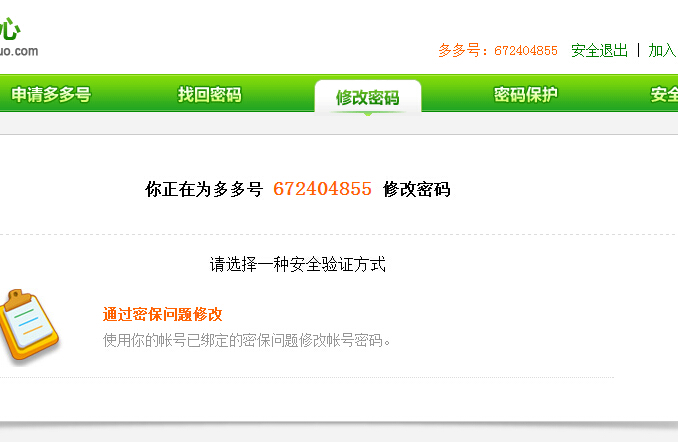 心
uo.com
多多号：672404855 安全退出 | 加入
申请多多号 找回密码 修改密码 密码保护 安全
你正在为多多号 672404855 修改密码
请选择一种安全验证方式
通过密保问题修改
使用你的帐号已绑定的密保问题修改帐号密码。